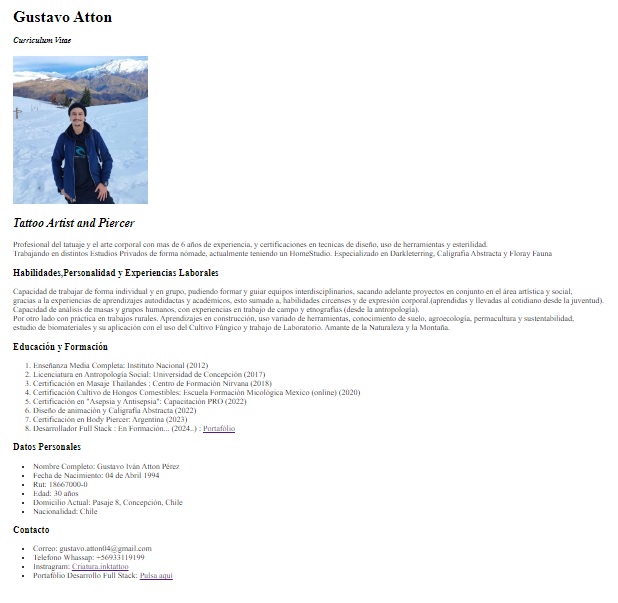 Gustavo Atton
Curriculum Vitae
Tattoo Artist and Piercer
Profesional del tatuaje y el arte corporal con mas de 6 años de experiencia, y certificaciones en tecnicas de diseño, uso de herramientas y esterilidad.
Trabajando en distintos Estudios Privados de forma nómade, actualmente teniendo un HomeStudio. Especializado en Darkleterring, Caligrafia Abstracta y Floray Fauna
Habilidades,Personalidad y Experiencias Laborales
Capacidad de trabajar de forma individual y en grupo, pudiendo formar y guiar equipos interdisciplinarios, sacando adelante proyectos en conjunto en el área artística y social,
gracias a la experiencias de aprendizajes autodidactas y académicos, esto sumado a, habilidades circenses y de expresión corporal,(aprendidas y llevadas al cotidiano desde la juventud).
Capacidad de análisis de masas y grupos humanos, con experiencias en trabajo de campo y etnografías (desde la antropología).
Por otro lado con práctica en trabajos rurales. Aprendizajes en construcción, uso variado de herramientas, conocimiento de suelo, agroecología, permacultura y sustentabilidad,
estudio de biomateriales y su aplicación con el uso del Cultivo Fúngico y trabajo de Laboratorio. Amante de la Naturaleza y la Montaña.
Educación y Formación
1. Enseñanza Media Completa: Instituto Nacional (2012)
2. Licenciatura en Antropología Social: Universidad de Concepción (2017)
3. Certificación en Masaje Thailandes : Centro de Formación Nirvana (2018)
4. Certificación Cultivo de Hongos Comestibles: Escuela Formación Micológica Mexico (online) (2020)
5. Certificación en "Asepsia y Antisepsia": Capacitación PRO (2022)
6. Diseño de animación y Caligrafía Abstracta (2022)
7. Certificación en Body Piercer: Argentina (2023)
8. Desarrollador Full Stack : En Formación... (2024..) : Portafólio
Datos Personales
• Nombre Completo: Gustavo Iván Atton Pérez
• Fecha de Nacimiento: 04 de Abril 1994
• Rut: 18667000-0
• Edad: 30 años
• Domicilio Actual: Pasaje 8, Concepción, Chile
• Nacionalidad: Chile
Contacto
• Correo: gustavo.atton04@gmail.com
• Telefono Whassap: +56933119199
• Instragram: Criatura.inktattoo
• Portafólio Desarrollo Full Stack: Pulsa aquí